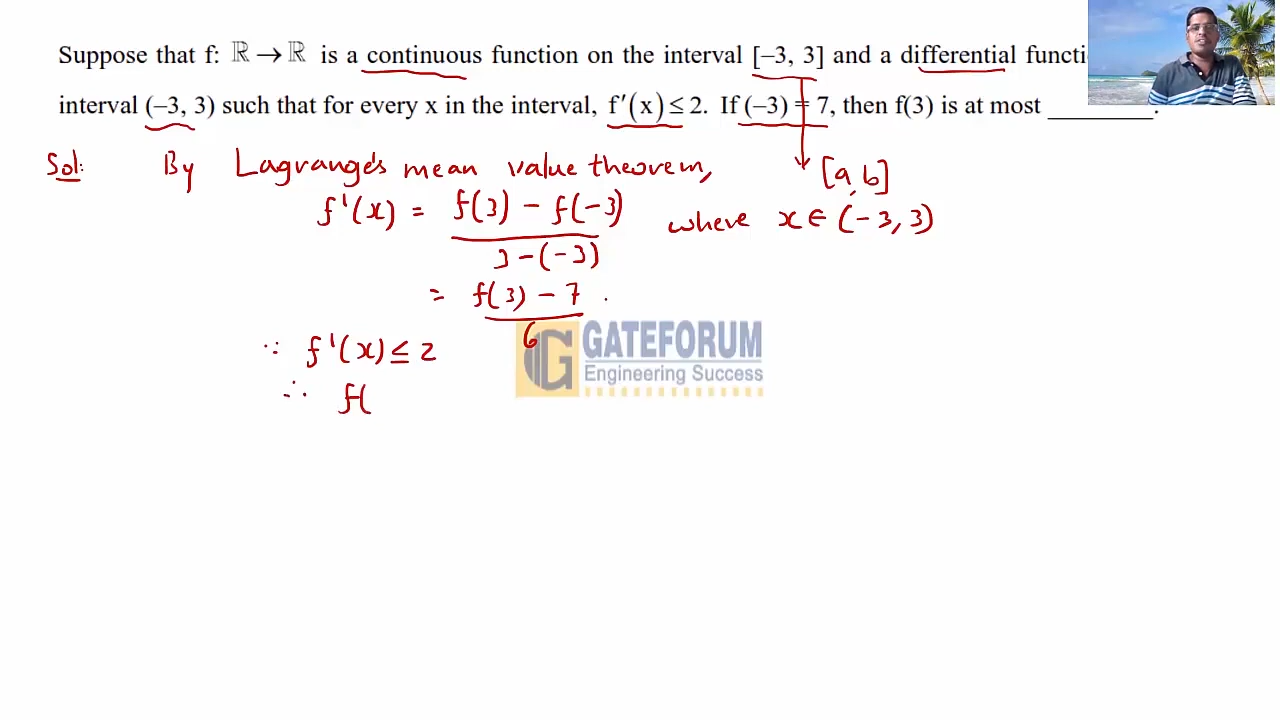 Suppose that f: ℝ → ℝ is a continuous function on the interval [–3, 3] and a differential functi
interval (–3, 3) such that for every x in the interval, f′(x) ≤ 2. If (–3) = 7, then f(3) is at most __________.
Sol: By Lagrange's mean value theorem,
[a, b]
f'(x) = f(3) - f(-3) / 3-(-3) where x ∈ (-3, 3)
= f(3) - 7 / 6
∵ f'(x) ≤ 2
∴ f(
GATEFORUM
Engineering Success